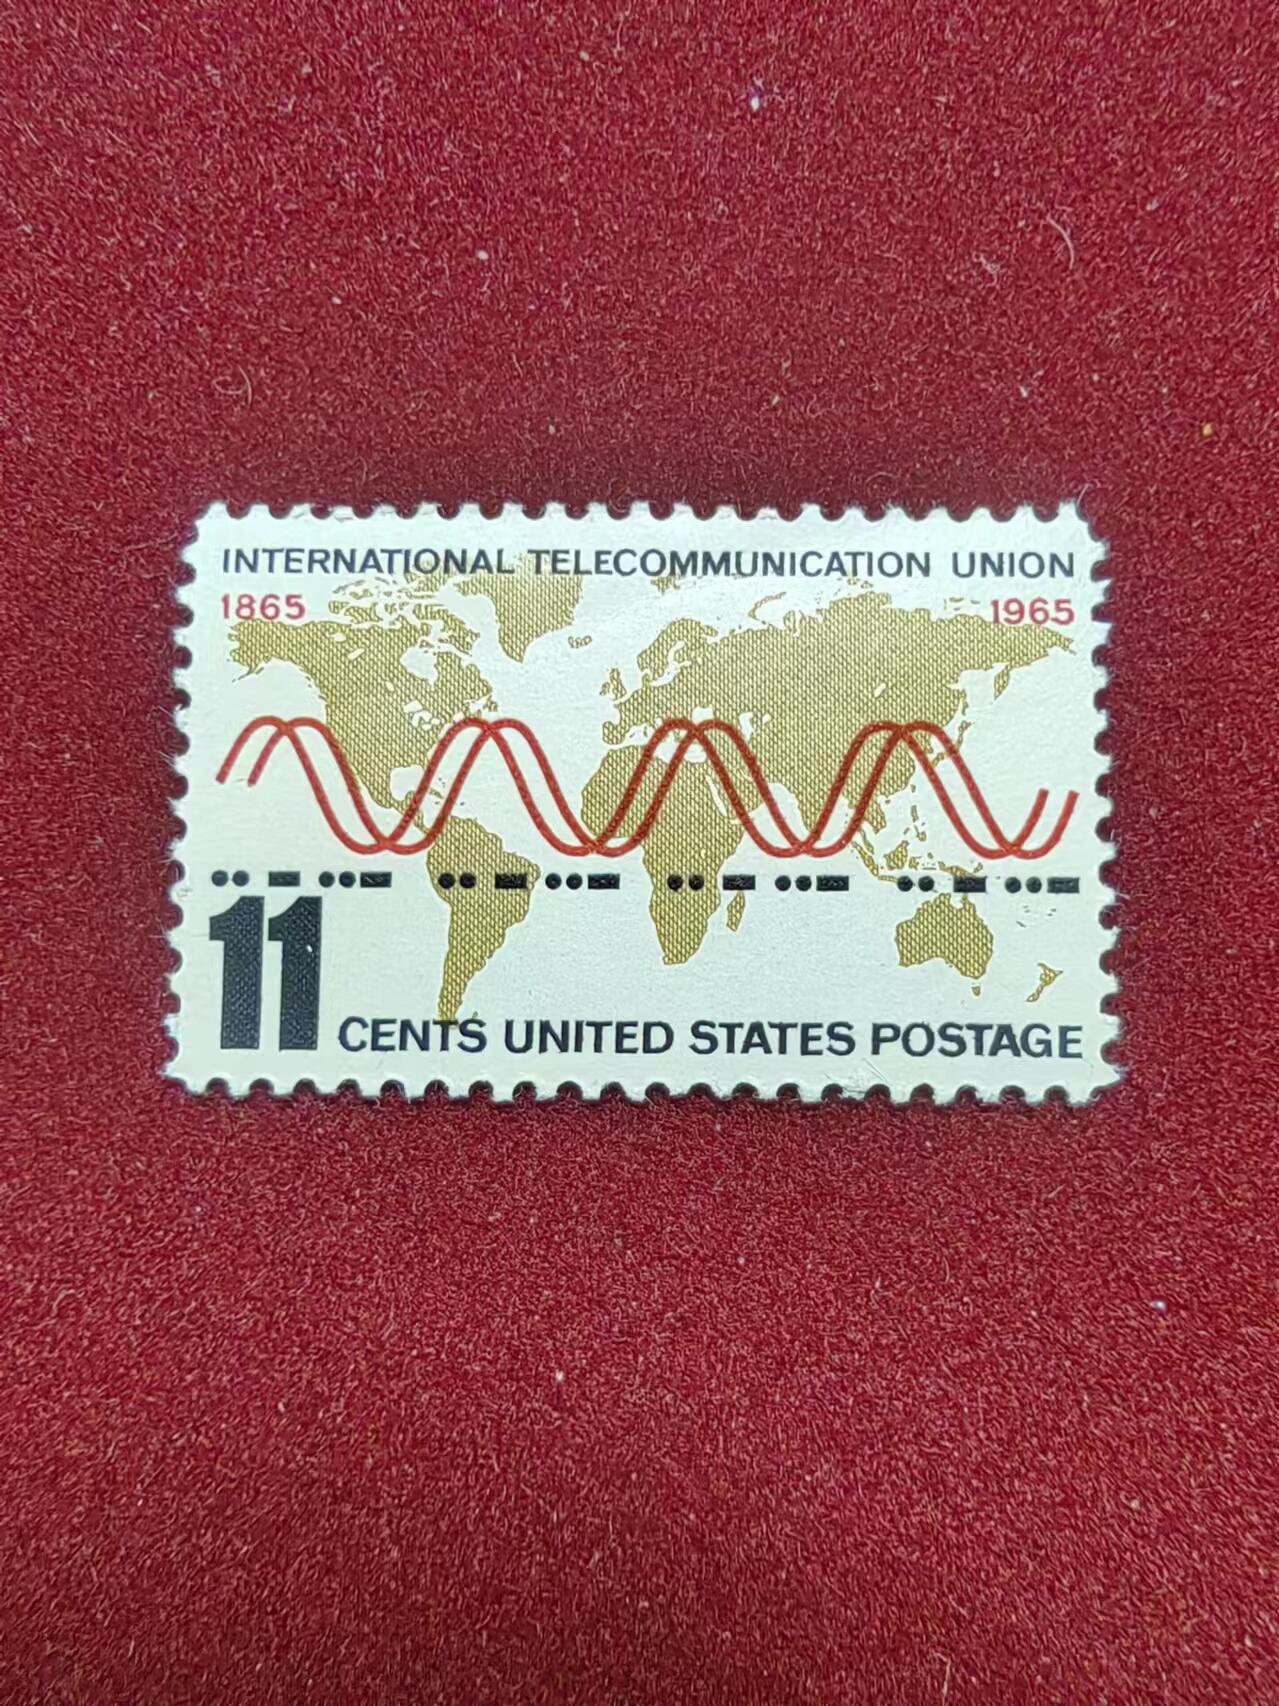 INTERNATIONAL TELECOMMUNICATION UNION
1865 1965
11 CENTS UNITED STATES POSTAGE